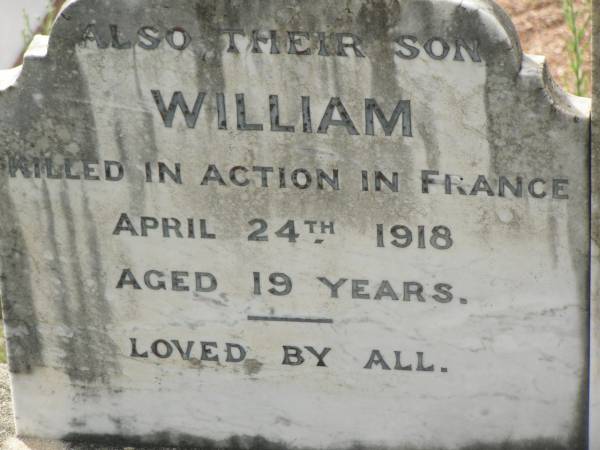 ALSO THEIR SON
WILLIAM
KILLED IN ACTION IN FRANCE
APRIL 24TH, 1918
AGED 19 YEARS.
LOVED BY ALL.